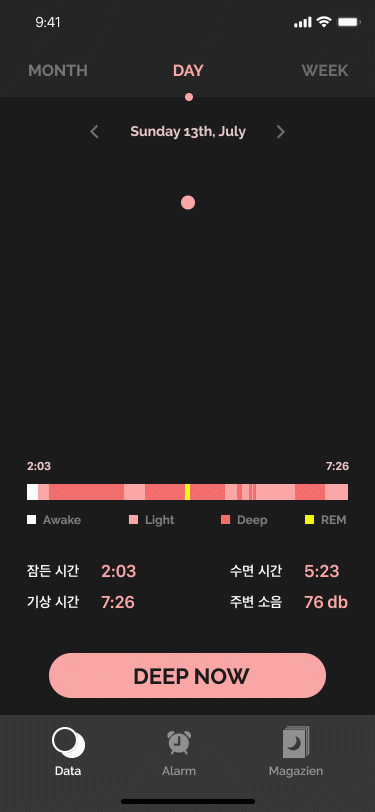 9:41
MONTH DAY WEEK
Sunday 13th, July
2:03 7:26
Awake Light Deep REM
잠든 시간 2:03 수면 시간 5:23
기상 시간 7:26 주변 소음 76 db
DEEP NOW
Data Alarm Magazien